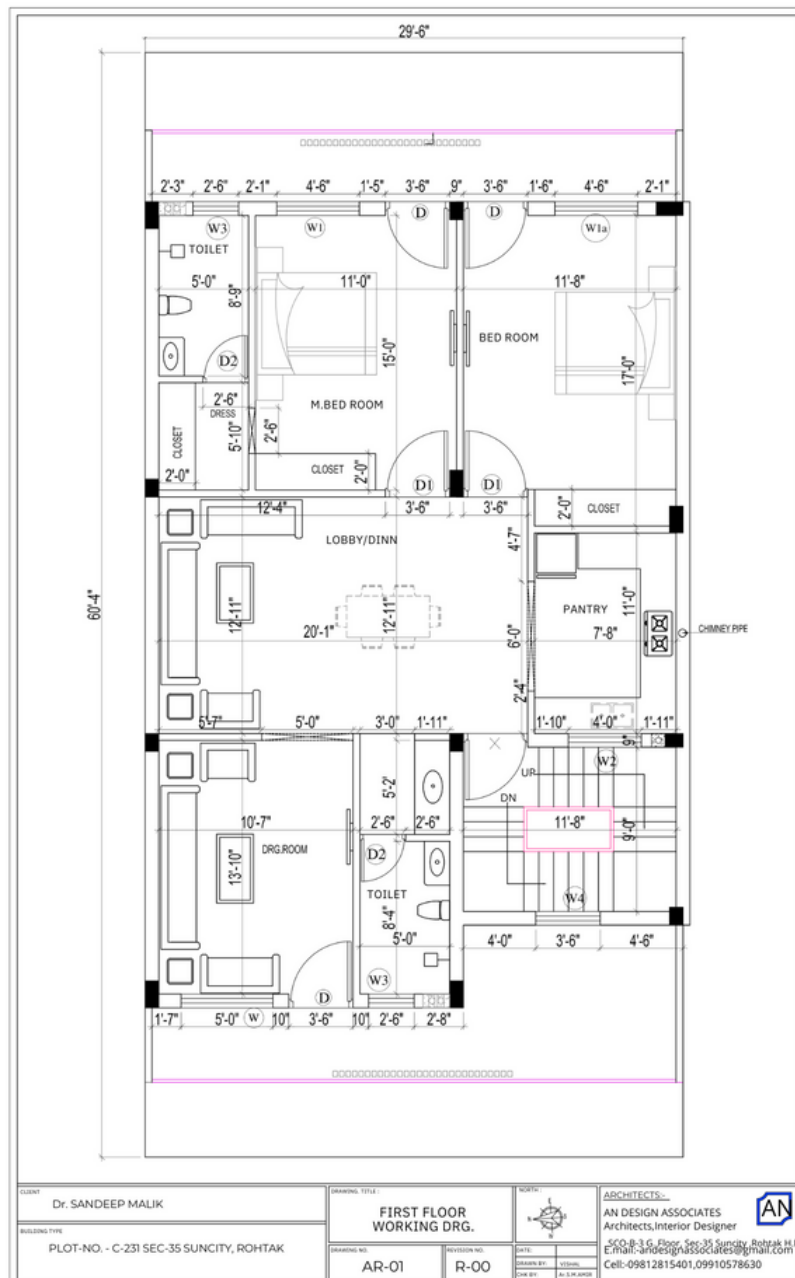 29'-6"
2'-3" 2'-6" 2'-1" 4'-6" 1'-5" 3'-6" 9" 3'-6" 1'-6" 4'-6" 2'-1"
W3 W1 D D W1a
TOILET
5'-0" 11'-0" 11'-8"
8'-9"
BED ROOM
15'-0"
17'-0"
D2
2'-6"
M.BED ROOM
DRESS
CLOSET
5'-10"
2'-6"
2'-0"
CLOSET
2'-0"
D1 D1
12'-4" 3'-6" 3'-6"
2'-0"
CLOSET
LOBBY/DINN
4'-7"
60'-4"
12'-11" 12'-11"
PANTRY
11'-0"
20'-1"
6'-0"
7'-8"
CHIMNEY PIPE
2'-4"
5'-7" 5'-0" 3'-0" 1'-11" 1'-10" 4'-0" 1'-11"
9"
W2
UP
5'-2'
DN
10'-7" 2'-6" 2'-6" 11'-8"
9'-0"
DRG.ROOM
D2
13'-10"
TOILET
W4
8'-4"
5'-0"
4'-0" 3'-6" 4'-6"
W3
D
1'-7" 5'-0" W 10" 3'-6" 10" 2'-6" 2'-8"
CLIENT
Dr. SANDEEP MALIK
BUILDING TYPE
PLOT-NO. - C-231 SEC-35 SUNCITY, ROHTAK
DRAWING TITLE :
FIRST FLOOR
WORKING DRG.
DRAWING NO.
AR-01
REVISION NO.
R-00
NORTH :
DATE:
DRAWN BY: VISHAL
CHK BY: Ar.S.M.AMOR
ARCHITECTS:-
AN DESIGN ASSOCIATES
Architects,Interior Designer
AN
SCO-B-3 G. Floor, Sec-35 Suncity, Rohtak
E.mail:-andesignassociates@gmail.com
Cell:-09812815401,09910578630